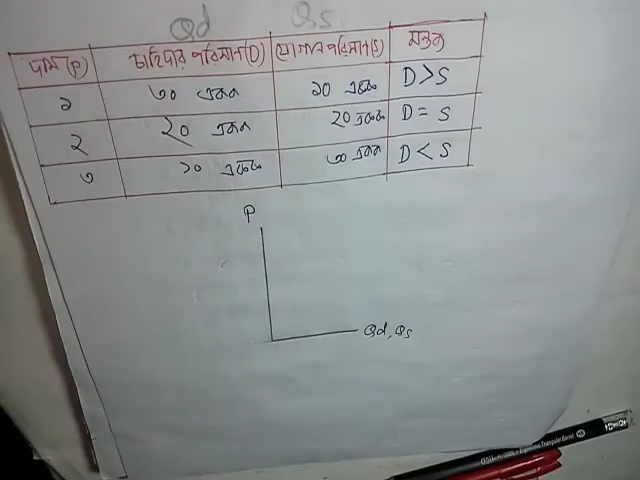 Qd Qs
দাম (P) চাহিদার পরিমান (D) যোগান পরিমান (S) মন্তব্য
১ ৩০ একক ১০ একক D > S
২ ২০ একক ২০ একক D = S
৩ ১০ একক ৩০ একক D < S
P
Qd, Qs